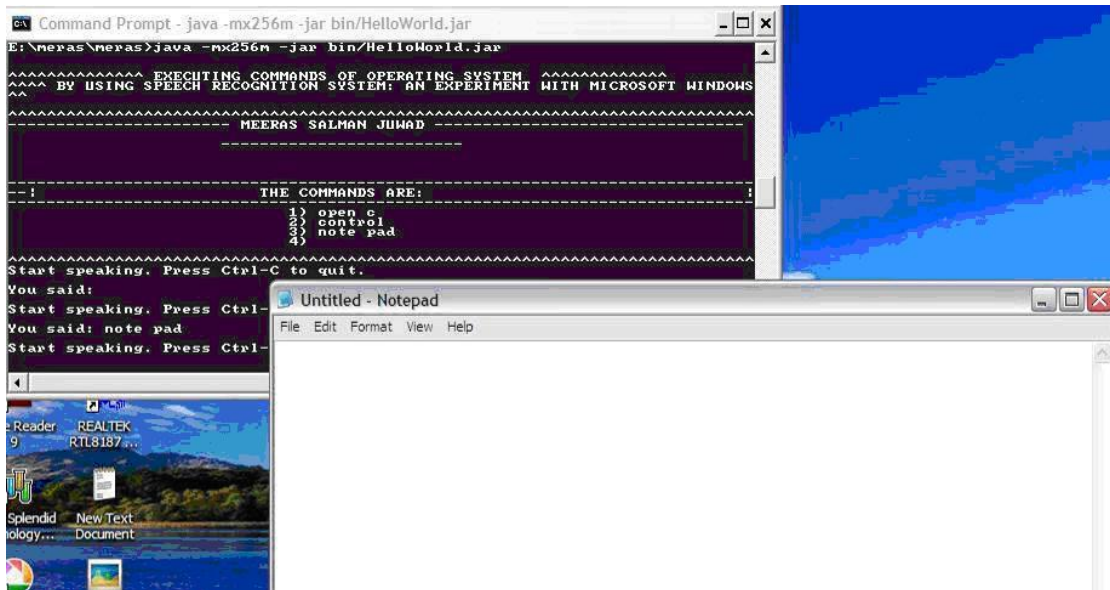 Command Prompt - java -mx256m -jar bin/HelloWorld.jar
E:\meras\meras>java -mx256m -jar bin/HelloWorld.jar
^^^^^^^^^^^^^^ EXECUTING COMMANDS OF OPERATING SYSTEM ^^^^^^^^^^^^^
^^^^ BY USING SPEECH RECOGNITION SYSTEM: AN EXPERIMENT WITH MICROSOFT WINDOWS
^^
----------------------- MEERAS SALMAN JUWAD --------------------------------
-------------------------
--: THE COMMANDS ARE: :
1) open c
2) control
3) note pad
4)
Start speaking. Press Ctrl-C to quit.
You said:
Start speaking. Press Ctrl-
You said: note pad
Start speaking. Press Ctrl-
Untitled - Notepad
File Edit Format View Help
Reader
9
REALTEK
RTL8187 ...
Splendid
nology...
New Text
Document